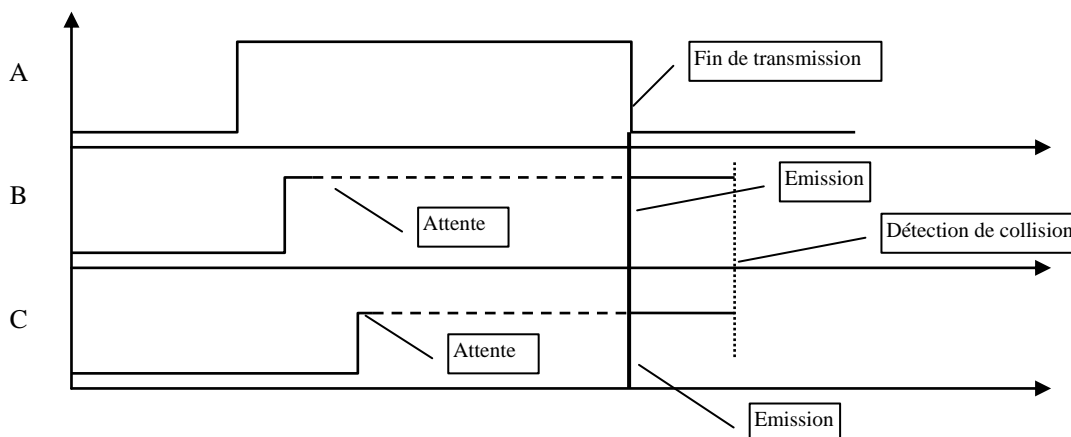 A
Fin de transmission
B
Emission
Attente
Détection de collision
C
Attente
Emission